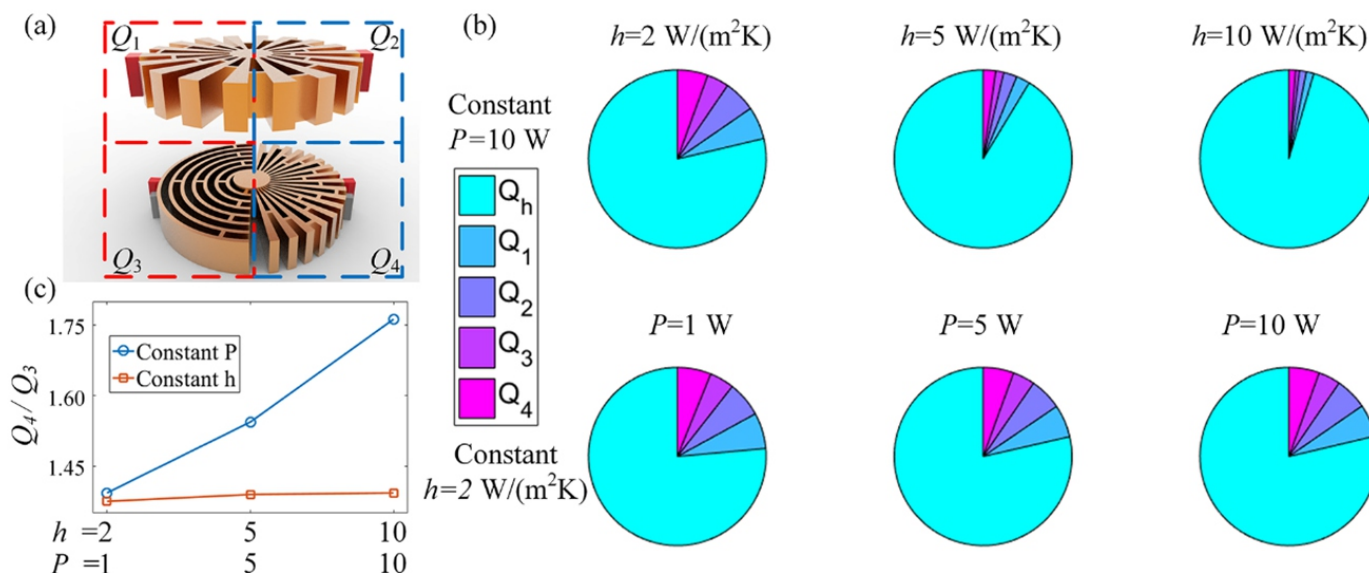 (a)
Q1
Q2
Q3
Q4
(b)
h=2 W/(m²K)
h=5 W/(m²K)
h=10 W/(m²K)
Constant
P=10 W
Qh
Q1
Q2
Q3
Q4
P=1 W
P=5 W
P=10 W
Constant
h=2 W/(m²K)
(c)
Q4 / Q3
1.75
1.60
1.45
Constant P
Constant h
h =2 5 10
P =1 5 10